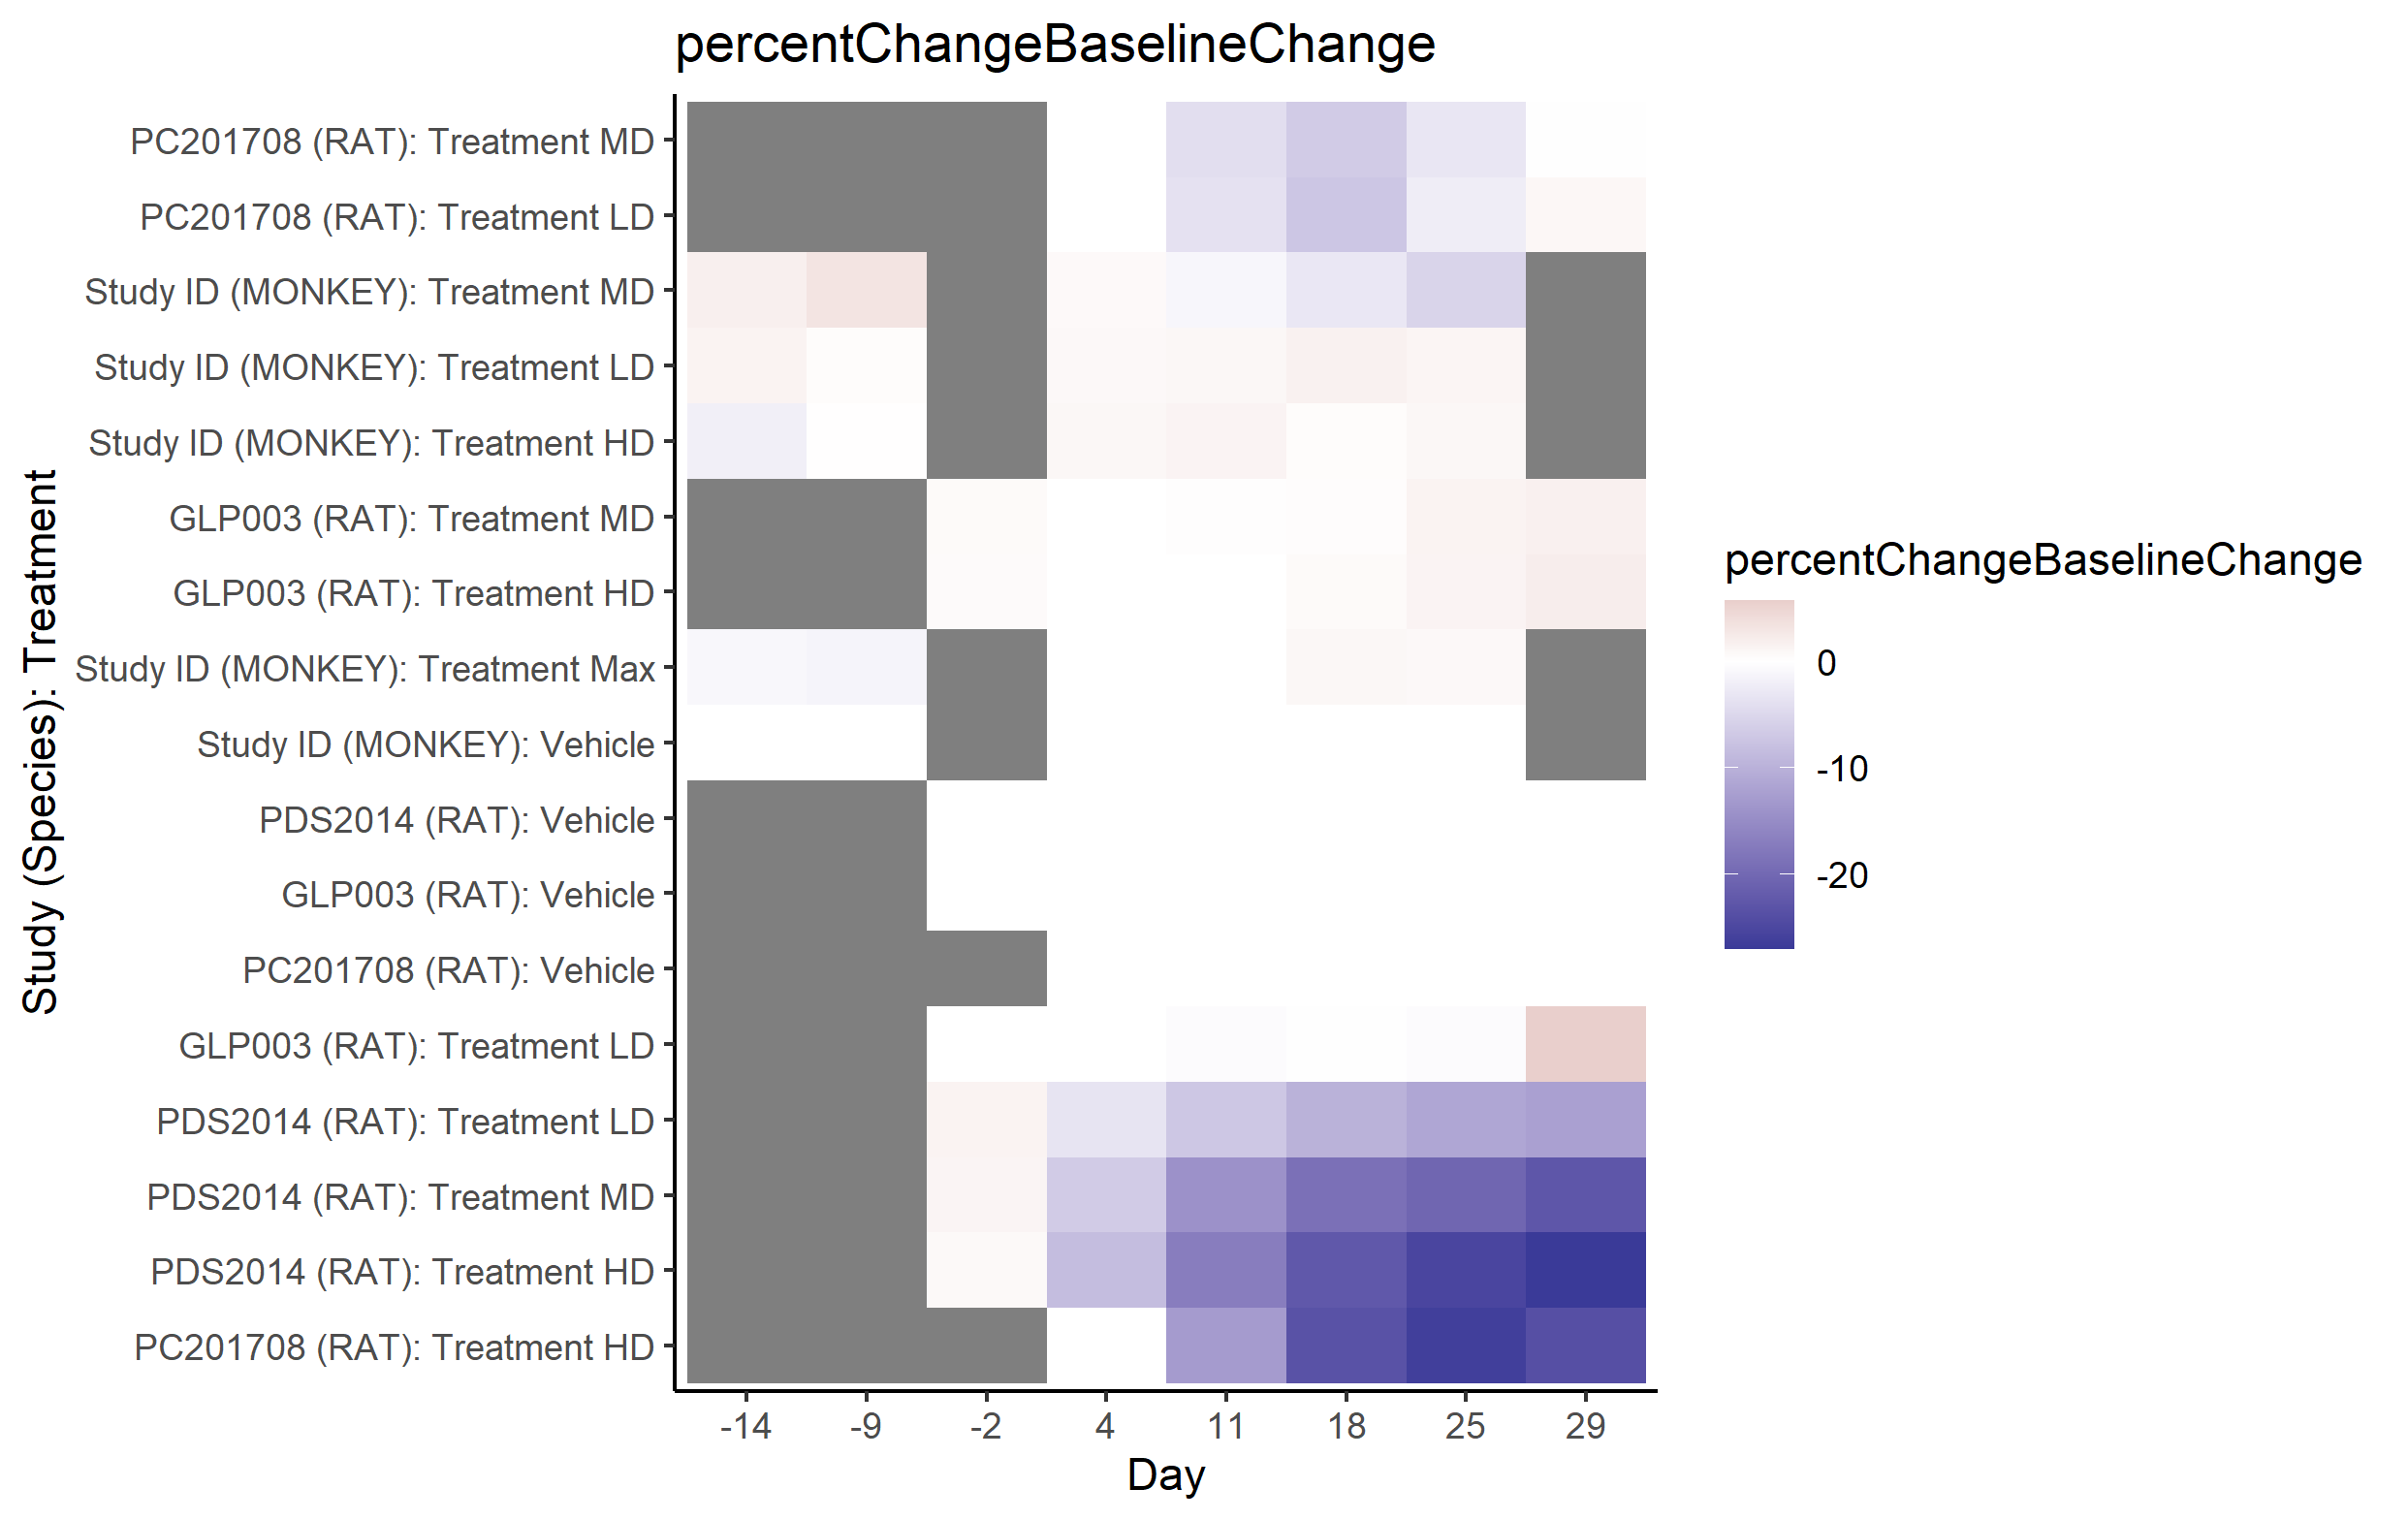 percentChangeBaselineChange
Study (Species): Treatment
PC201708 (RAT): Treatment MD
PC201708 (RAT): Treatment LD
Study ID (MONKEY): Treatment MD
Study ID (MONKEY): Treatment LD
Study ID (MONKEY): Treatment HD
GLP003 (RAT): Treatment MD
GLP003 (RAT): Treatment HD
Study ID (MONKEY): Treatment Max
Study ID (MONKEY): Vehicle
PDS2014 (RAT): Vehicle
GLP003 (RAT): Vehicle
PC201708 (RAT): Vehicle
GLP003 (RAT): Treatment LD
PDS2014 (RAT): Treatment LD
PDS2014 (RAT): Treatment MD
PDS2014 (RAT): Treatment HD
PC201708 (RAT): Treatment HD
-14 -9 -2 4 11 18 25 29
Day
percentChangeBaselineChange
0
-10
-20